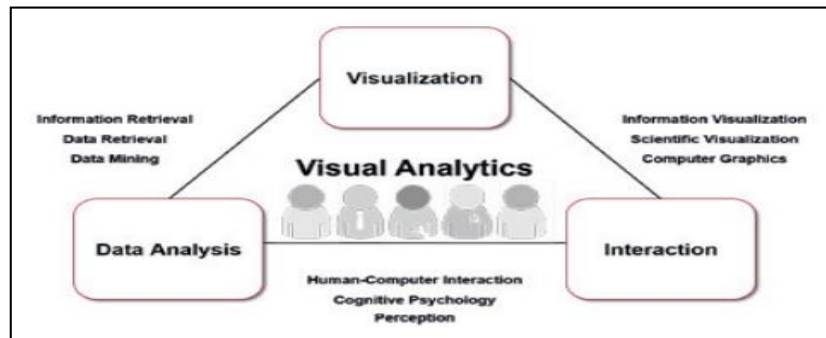 Visualization
Information Retrieval
Data Retrieval
Data Mining
Information Visualization
Scientific Visualization
Computer Graphics
Visual Analytics
Data Analysis
Interaction
Human-Computer Interaction
Cognitive Psychology
Perception